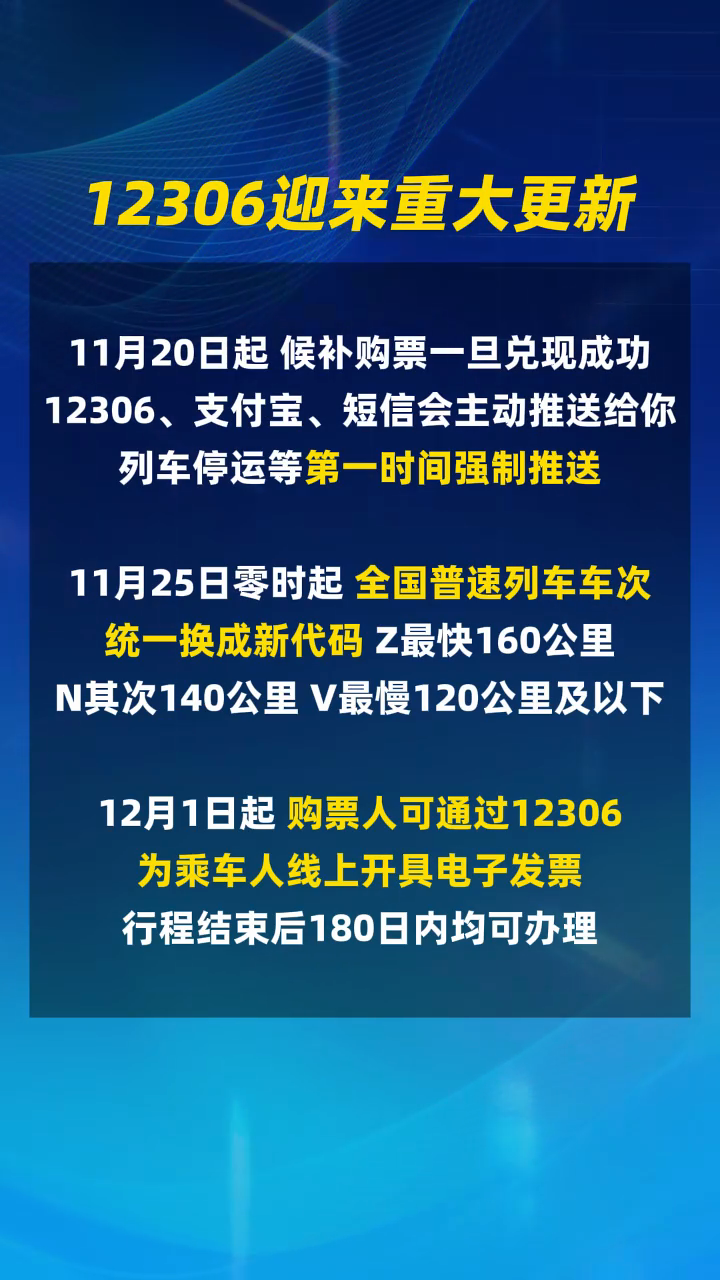 12306迎来重大更新
11月20日起 候补购票一旦兑现成功
12306、支付宝、短信会主动推送给你
列车停运等第一时间强制推送
11月25日零时起 全国普速列车车次
统一换成新代码 Z最快160公里
N其次140公里 V最慢120公里及以下
12月1日起 购票人可通过12306
为乘车人线上开具电子发票
行程结束后180日内均可办理